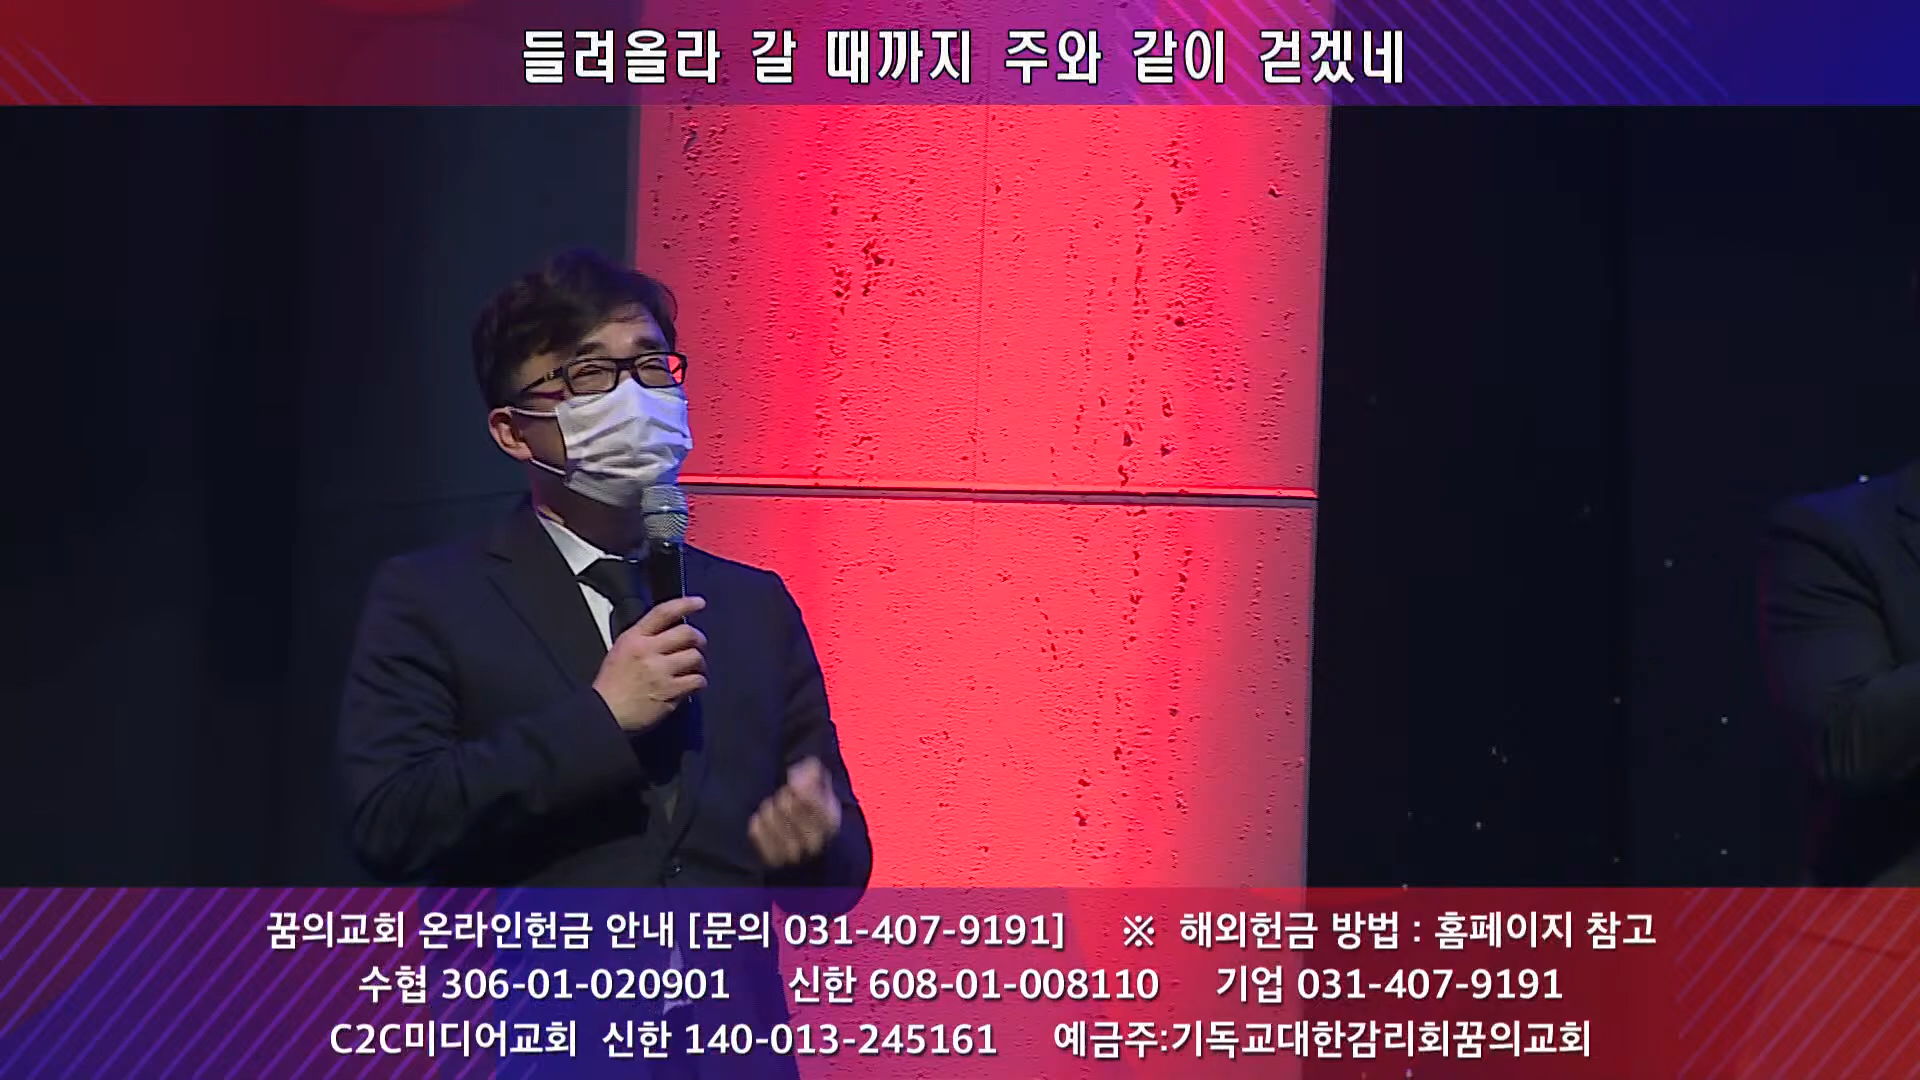 들려올라 갈 때까지 주와 같이 걷겠네
꿈의교회 온라인헌금 안내 [문의 031-407-9191] ※ 해외헌금 방법 : 홈페이지 참고
수협 306-01-020901 신한 608-01-008110 기업 031-407-9191
C2C미디어교회 신한 140-013-245161 예금주:기독교대한감리회꿈의교회